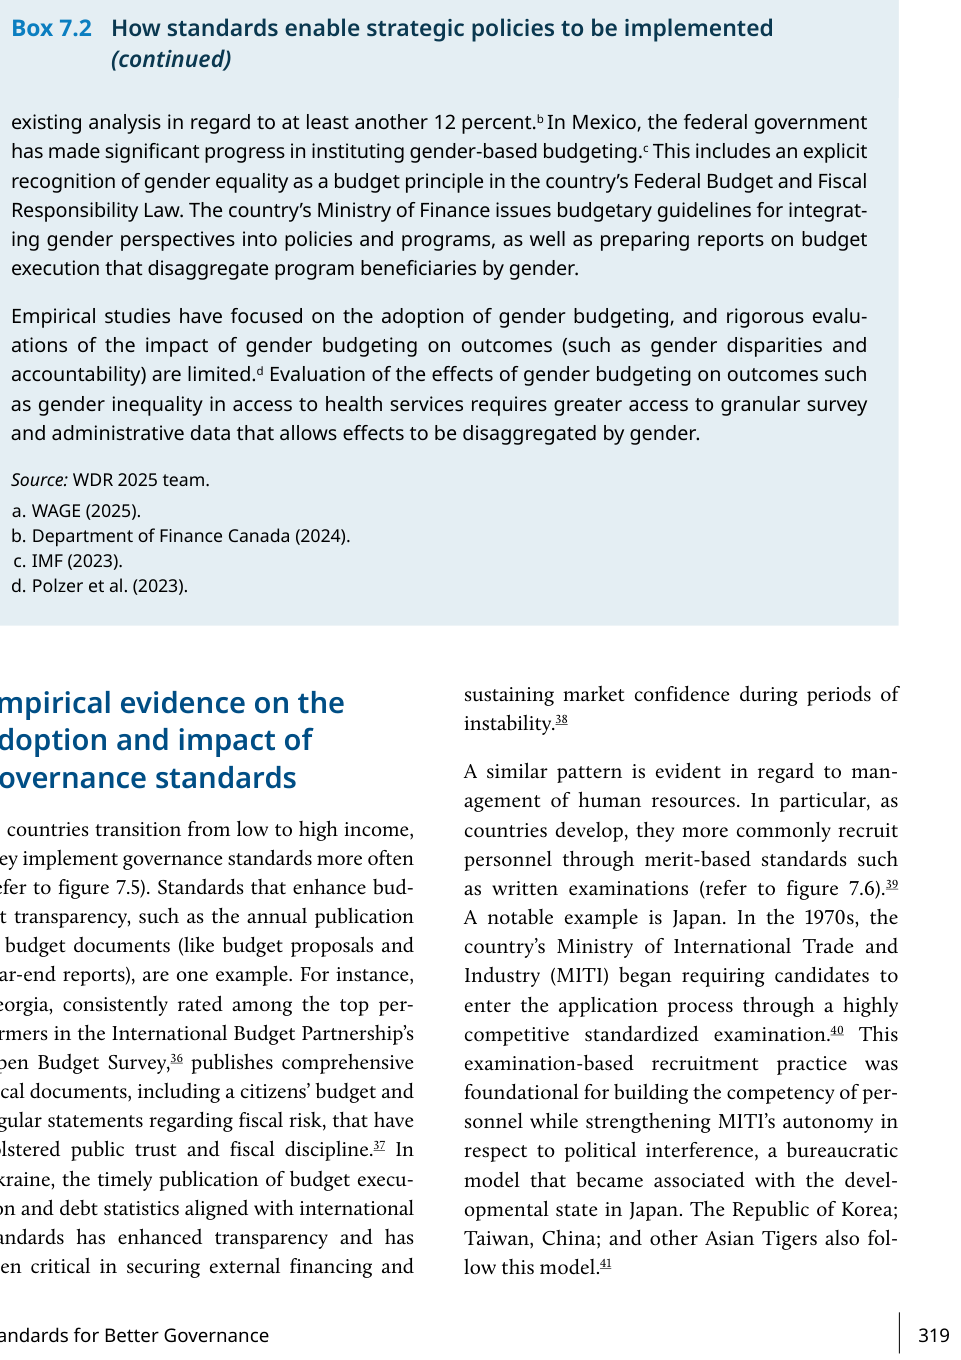 Box 7.2 How standards enable strategic policies to be implemented
(continued)
existing analysis in regard to at least another 12 percent.b In Mexico, the federal government
has made significant progress in instituting gender-based budgeting.c This includes an explicit
recognition of gender equality as a budget principle in the country’s Federal Budget and Fiscal
Responsibility Law. The country’s Ministry of Finance issues budgetary guidelines for integrat-
ing gender perspectives into policies and programs, as well as preparing reports on budget
execution that disaggregate program beneficiaries by gender.
Empirical studies have focused on the adoption of gender budgeting, and rigorous evalu-
ations of the impact of gender budgeting on outcomes (such as gender disparities and
accountability) are limited.d Evaluation of the effects of gender budgeting on outcomes such
as gender inequality in access to health services requires greater access to granular survey
and administrative data that allows effects to be disaggregated by gender.
Source: WDR 2025 team.
a. WAGE (2025).
b. Department of Finance Canada (2024).
c. IMF (2023).
d. Polzer et al. (2023).
mpirical evidence on the
doption and impact of
overnance standards
countries transition from low to high income,
ey implement governance standards more often
efer to figure 7.5). Standards that enhance bud-
t transparency, such as the annual publication
budget documents (like budget proposals and
ar-end reports), are one example. For instance,
eorgia, consistently rated among the top per-
rmers in the International Budget Partnership’s
pen Budget Survey,36 publishes comprehensive
cal documents, including a citizens’ budget and
gular statements regarding fiscal risk, that have
olstered public trust and fiscal discipline.37 In
kraine, the timely publication of budget execu-
on and debt statistics aligned with international
andards has enhanced transparency and has
en critical in securing external financing and
sustaining market confidence during periods of
instability.38
A similar pattern is evident in regard to man-
agement of human resources. In particular, as
countries develop, they more commonly recruit
personnel through merit-based standards such
as written examinations (refer to figure 7.6).39
A notable example is Japan. In the 1970s, the
country’s Ministry of International Trade and
Industry (MITI) began requiring candidates to
enter the application process through a highly
competitive standardized examination.40 This
examination-based recruitment practice was
foundational for building the competency of per-
sonnel while strengthening MITI’s autonomy in
respect to political interference, a bureaucratic
model that became associated with the devel-
opmental state in Japan. The Republic of Korea;
Taiwan, China; and other Asian Tigers also fol-
low this model.41
andards for Better Governance
319